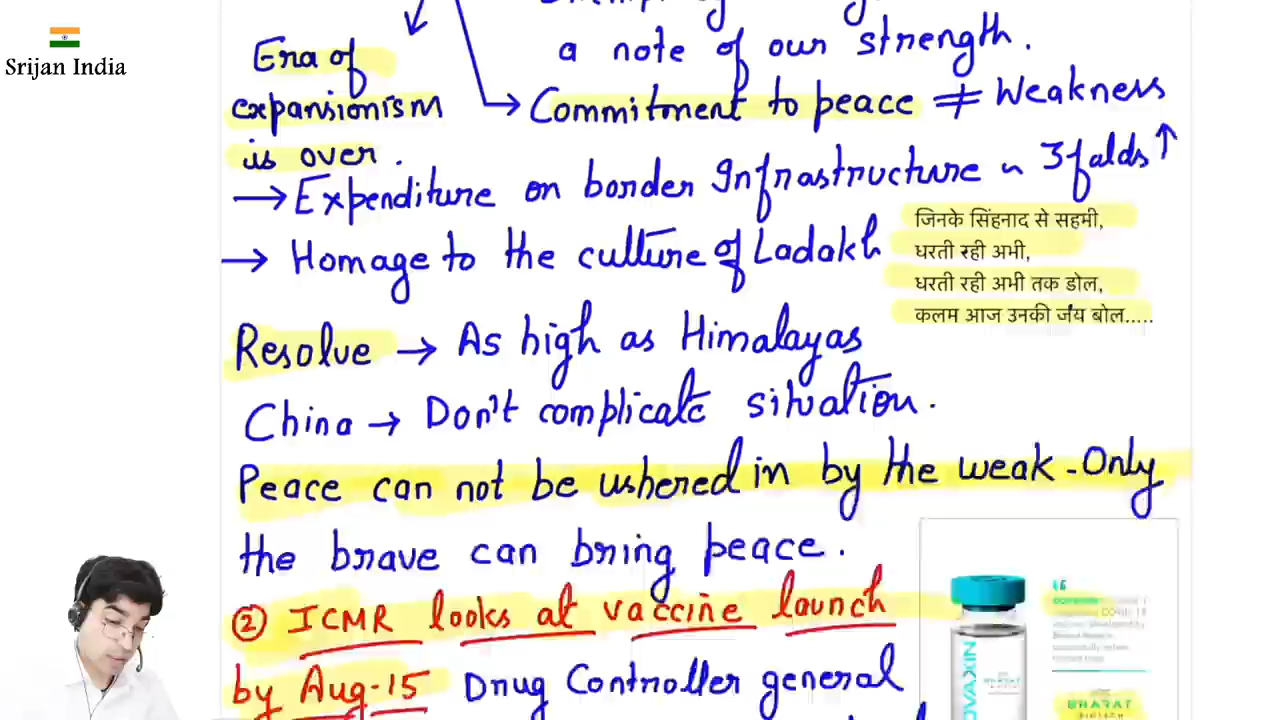 Srijan India
a note of our strength.
Era of
expansionism
is over.
→ Commitment to peace ≠ Weakness
→ Expenditure on border Infrastructure ~ 3 folds ↑
→ Homage to the culture of Ladakh
जिनके सिंहनाद से सहमी,
धरती रही अभी,
धरती रही अभी तक डोल,
कलम आज उनकी जय बोल.....
Resolve → As high as Himalayas
China → Don't complicate situation.
Peace can not be ushered in by the weak - Only
the brave can bring peace.
② ICMR looks at vaccine launch
by Aug-15 Drug Controller general
OVAXIN
BHARAT
BHARAT
BIOTECH